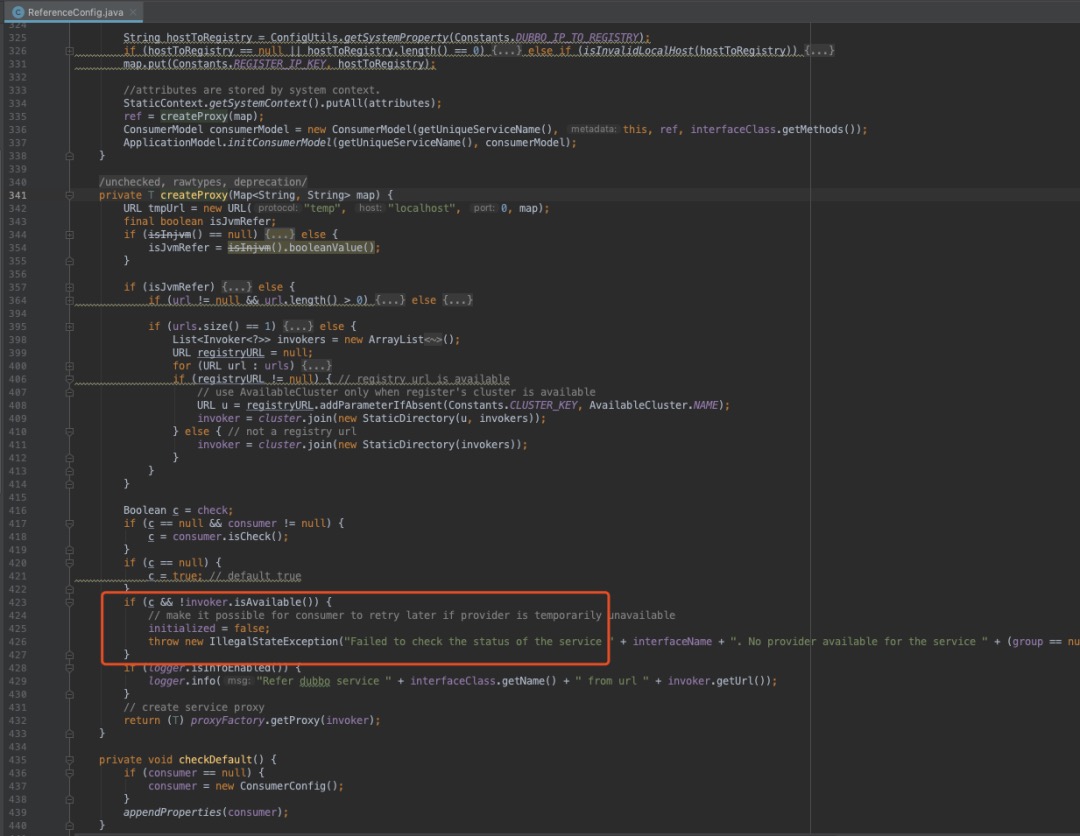 ReferenceConfig.java
324
325 String hostToRegistry = ConfigUtils.getSystemProperty(Constants.DUBBO_IP_TO_REGISTRY);
326 if (hostToRegistry == null || hostToRegistry.length() == 0) {...} else if (isInvalidLocalHost(hostToRegistry)) {...}
331 map.put(Constants.REGISTER_IP_KEY, hostToRegistry);
332
333 //attributes are stored by system context.
334 StaticContext.getSystemContext().putAll(attributes);
335 ref = createProxy(map);
336 ConsumerModel consumerModel = new ConsumerModel(getUniqueServiceName(), metadata: this, ref, interfaceClass.getMethods());
337 ApplicationModel.initConsumerModel(getUniqueServiceName(), consumerModel);
338 }
339
340 /unchecked, rawtypes, deprecation/
341 private T createProxy(Map<String, String> map) {
342 URL tmpUrl = new URL( protocol: "temp", host: "localhost", port: 0, map);
343 final boolean isJvmRefer;
344 if (isInjvm() == null) {...} else {
354 isJvmRefer = isInjvm().booleanValue();
355 }
356
357 if (isJvmRefer) {...} else {
364 if (url != null && url.length() > 0) {...} else {...}
394
395 if (urls.size() == 1) {...} else {
398 List<Invoker<?>> invokers = new ArrayList<~>();
399 URL registryURL = null;
400 for (URL url : urls) {...}
406 if (registryURL != null) { // registry url is available
407 // use AvailableCluster only when register's cluster is available
408 URL u = registryURL.addParameterIfAbsent(Constants.CLUSTER_KEY, AvailableCluster.NAME);
409 invoker = cluster.join(new StaticDirectory(u, invokers));
410 } else { // not a registry url
411 invoker = cluster.join(new StaticDirectory(invokers));
412 }
413 }
414 }
415
416 Boolean c = check;
417 if (c == null && consumer != null) {
418 c = consumer.isCheck();
419 }
420 if (c == null) {
421 c = true; // default true
422 }
423 if (c && !invoker.isAvailable()) {
424 // make it possible for consumer to retry later if provider is temporarily unavailable
425 initialized = false;
426 throw new IllegalStateException("Failed to check the status of the service " + interfaceName + ". No provider available for the service " + (group == nu
427 }
428 if (logger.isInfoEnabled()) {
429 logger.info( msg: "Refer dubbo service " + interfaceClass.getName() + " from url " + invoker.getUrl());
430 }
431 // create service proxy
432 return (T) proxyFactory.getProxy(invoker);
433 }
434
435 private void checkDefault() {
436 if (consumer == null) {
437 consumer = new ConsumerConfig();
438 }
439 appendProperties(consumer);
440 }